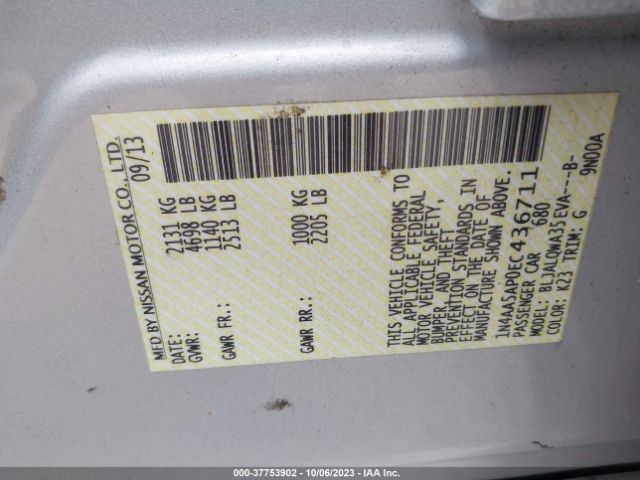 MFD BY NISSAN MOTOR CO., LTD.
DATE: 09/13
GVWR: 2131 KG
4698 LB
GAWR FR.: 1140 KG
2513 LB
GAWR RR.: 1000 KG
2205 LB
THIS VEHICLE CONFORMS TO
ALL APPLICABLE FEDERAL
MOTOR VEHICLE SAFETY,
BUMPER, AND THEFT
PREVENTION STANDARDS IN
EFFECT ON THE DATE OF
MANUFACTURE SHOWN ABOVE.
1N4AA5AP0EC436711
PASSENGER CAR 680
MODEL: BLJALQWA35EVA---B-
COLOR: K23 TRIM: G 9N00A
000-37753902 - 10/06/2023 - IAA Inc.